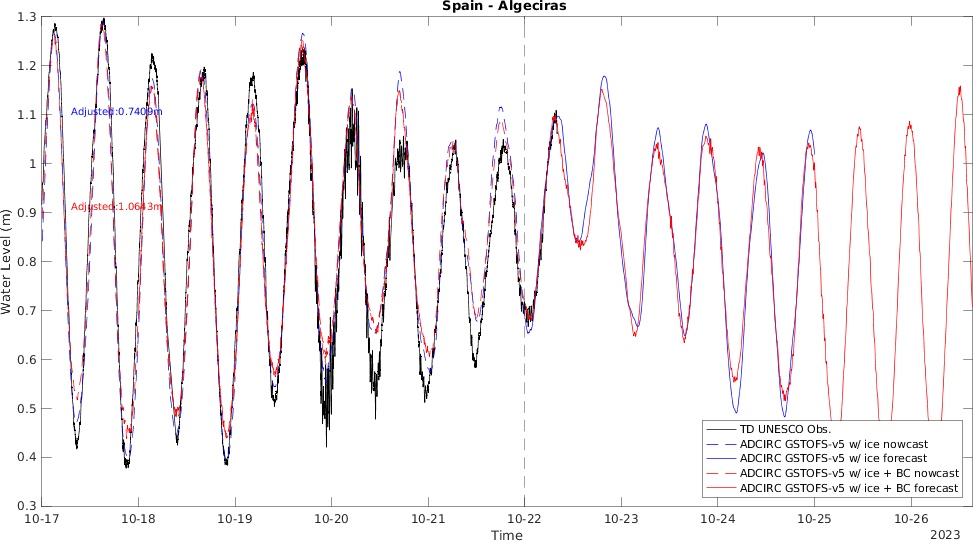 Spain - Algeciras
Water Level (m)
1.3
1.2
1.1
1
0.9
0.8
0.7
0.6
0.5
0.4
0.3
Adjusted:0.7409m
Adjusted:1.0643m
TD UNESCO Obs.
ADCIRC GSTOFS-v5 w/ ice nowcast
ADCIRC GSTOFS-v5 w/ ice forecast
ADCIRC GSTOFS-v5 w/ ice + BC nowcast
ADCIRC GSTOFS-v5 w/ ice + BC forecast
10-17 10-18 10-19 10-20 10-21 10-22 10-23 10-24 10-25 10-26
Time
2023